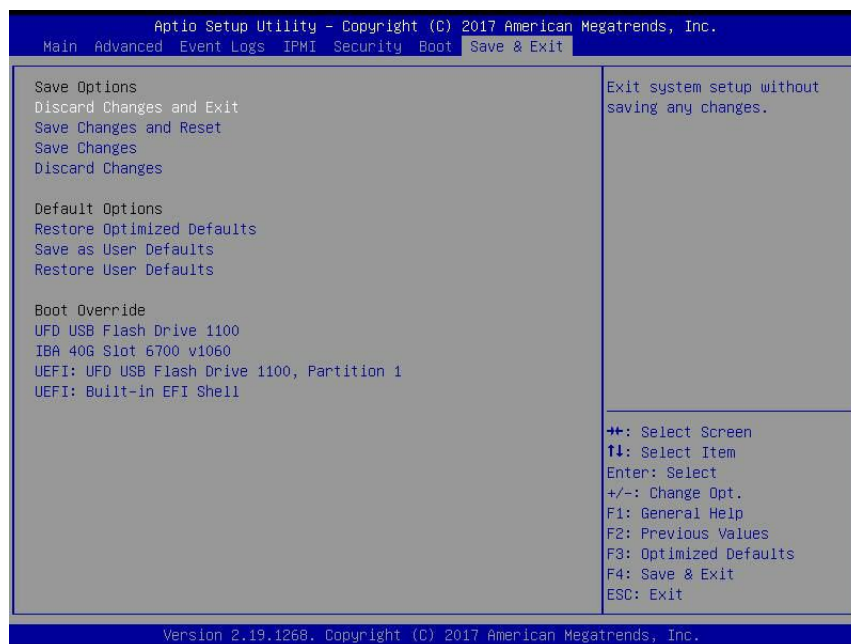 Aptio Setup Utility – Copyright (C) 2017 American Megatrends, Inc.
Main Advanced Event Logs IPMI Security Boot Save & Exit
Save Options
Discard Changes and Exit
Save Changes and Reset
Save Changes
Discard Changes
Default Options
Restore Optimized Defaults
Save as User Defaults
Restore User Defaults
Boot Override
UFD USB Flash Drive 1100
IBA 40G Slot 6700 v1060
UEFI: UFD USB Flash Drive 1100, Partition 1
UEFI: Built-in EFI Shell
Exit system setup without
saving any changes.
→←: Select Screen
↑↓: Select Item
Enter: Select
+/-: Change Opt.
F1: General Help
F2: Previous Values
F3: Optimized Defaults
F4: Save & Exit
ESC: Exit
Version 2.19.1268. Copyright (C) 2017 American Megatrends, Inc.